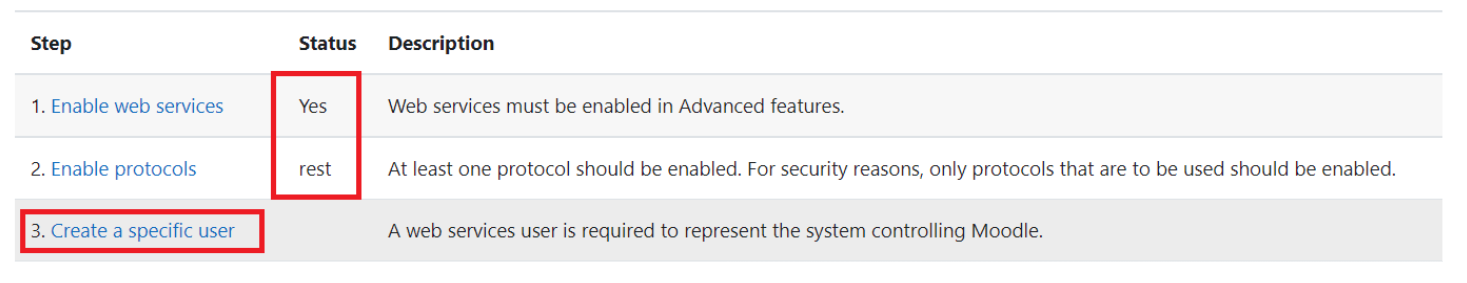 Step Status Description
1. Enable web services Yes Web services must be enabled in Advanced features.
2. Enable protocols rest At least one protocol should be enabled. For security reasons, only protocols that are to be used should be enabled.
3. Create a specific user A web services user is required to represent the system controlling Moodle.